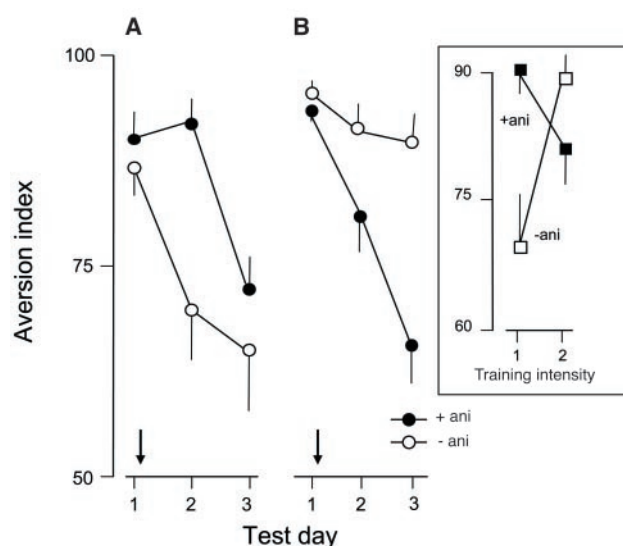 A
B
100
75
50
Aversion index
1 2 3
1 2 3
Test day
+ ani
- ani
90
75
60
+ani
-ani
1 2
Training intensity